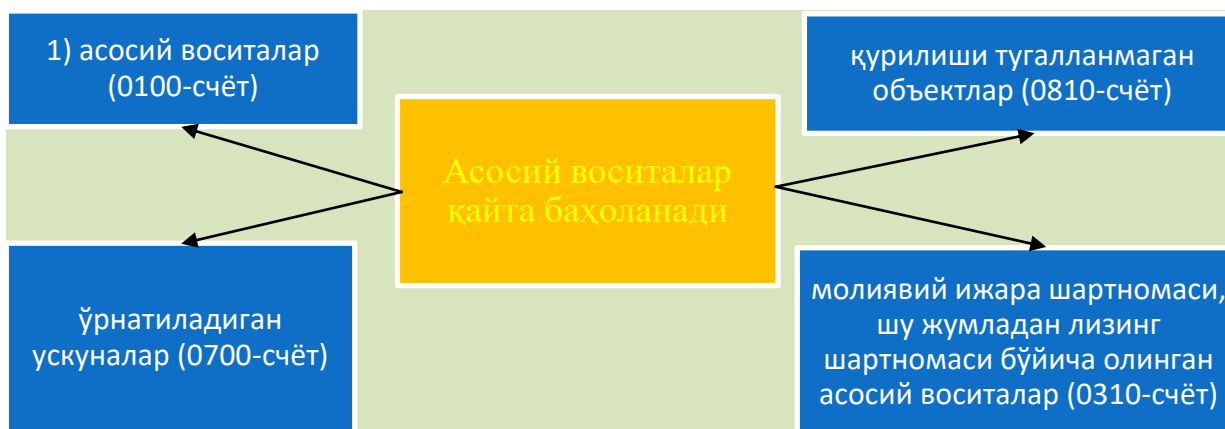 1) асосий воситалар
(0100-счёт)
қурилиши тугалланмаган
объектлар (0810-счёт)
Асосий воситалар
қайта баҳоланади
ўрнатиладиган
ускуналар (0700-счёт)
молиявий ижара шартномаси,
шу жумладан лизинг
шартномаси бўйича олинган
асосий воситалар (0310-счёт)